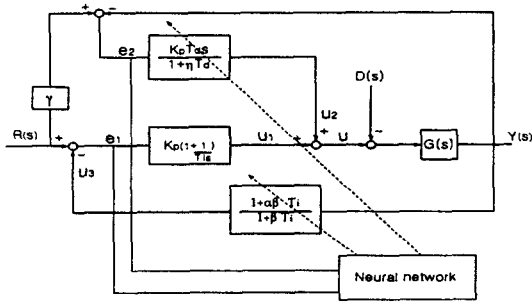 + −
e2
KpTds
1+ηTd
D(s)
γ
U2
R(s) + e1
Kp(1+1)
Tis
U1 + + U −
G(s) Y(s)
−
U3
1+αβ Ti
1+β Ti
Neural network